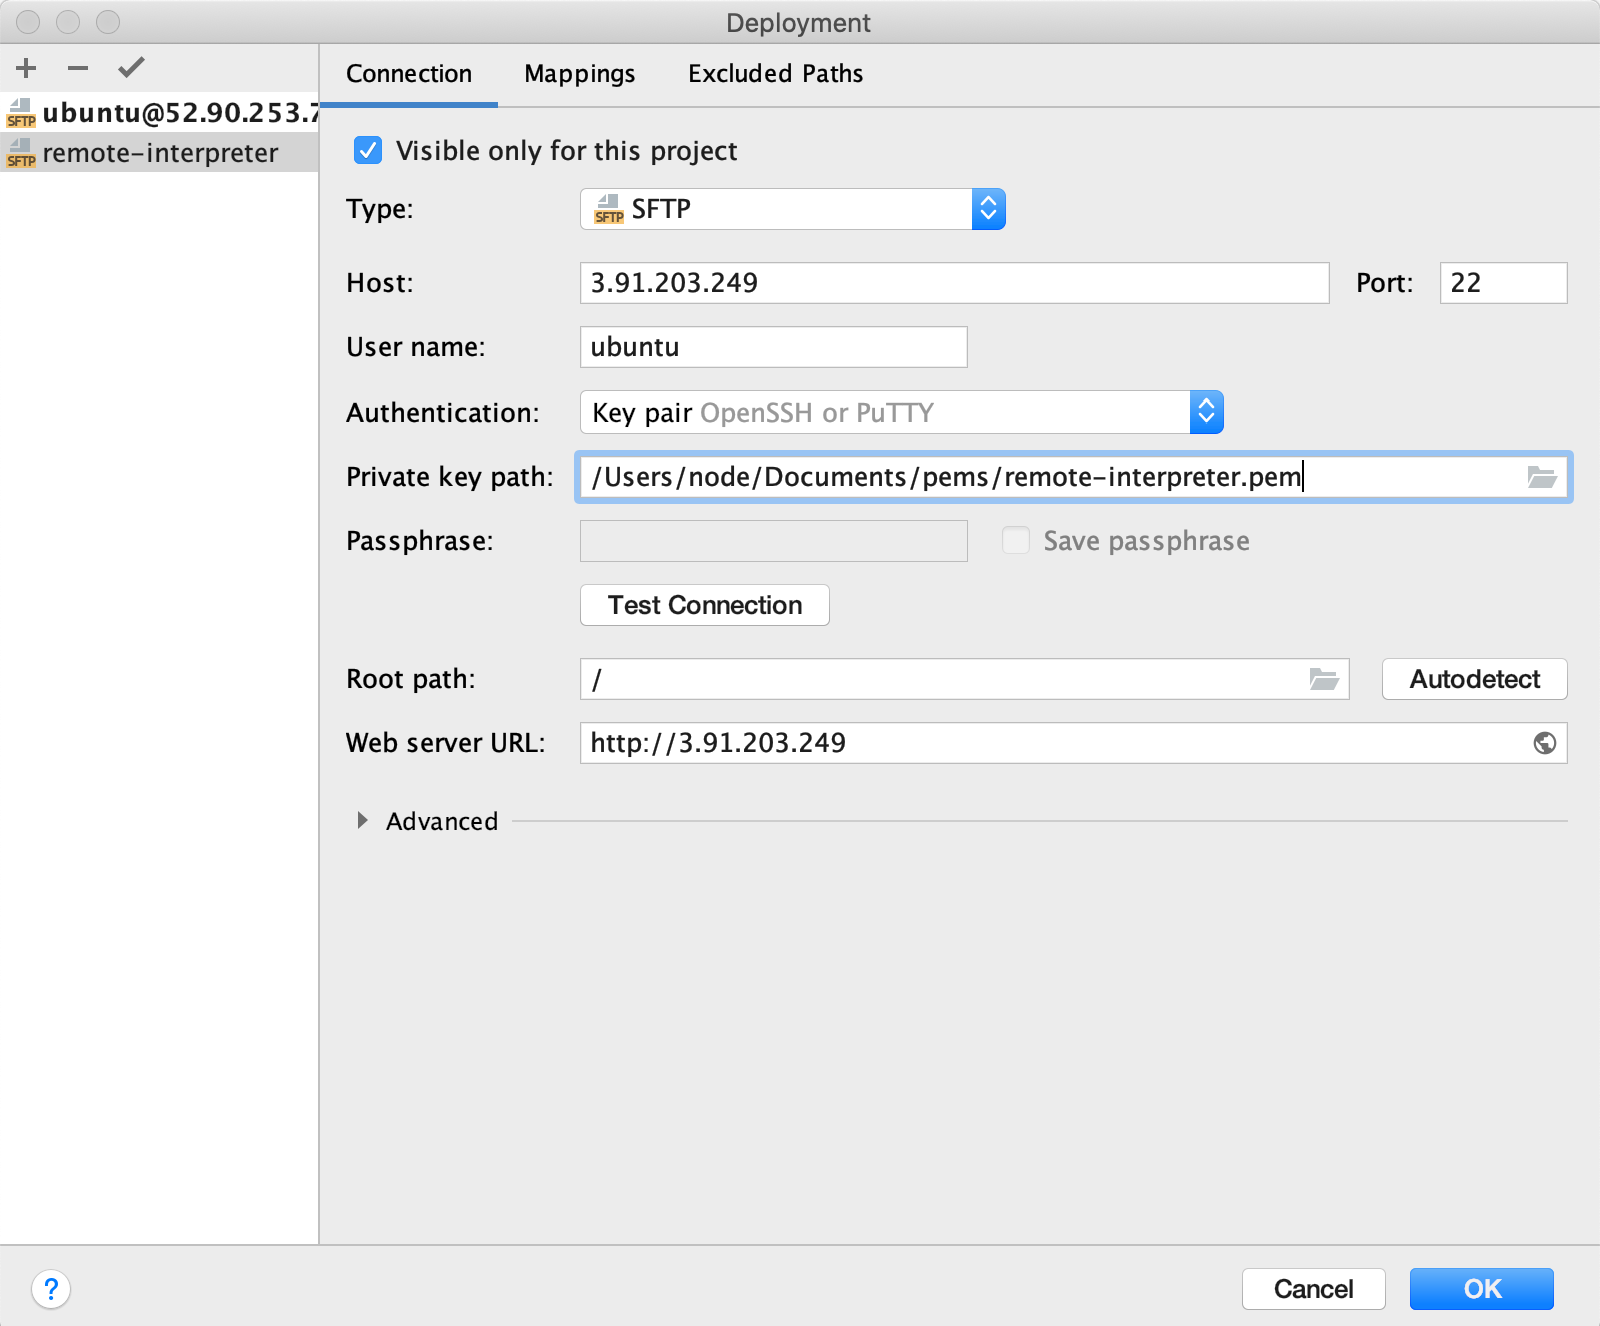 Deployment
Connection Mappings Excluded Paths
SFTP ubuntu@52.90.253.7
SFTP remote-interpreter
Visible only for this project
Type: SFTP SFTP
Host: 3.91.203.249 Port: 22
User name: ubuntu
Authentication: Key pair OpenSSH or PuTTY
Private key path: /Users/node/Documents/pems/remote-interpreter.pem
Passphrase: Save passphrase
Test Connection
Root path: / Autodetect
Web server URL: http://3.91.203.249
Advanced
? Cancel OK